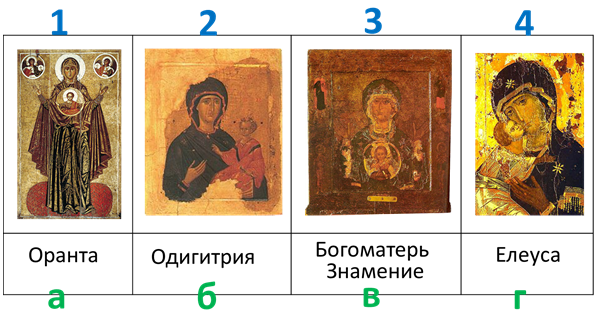 1 2 3 4
Оранта
Одигитрия
Богоматерь
Знамение
Елеуса
а б в г